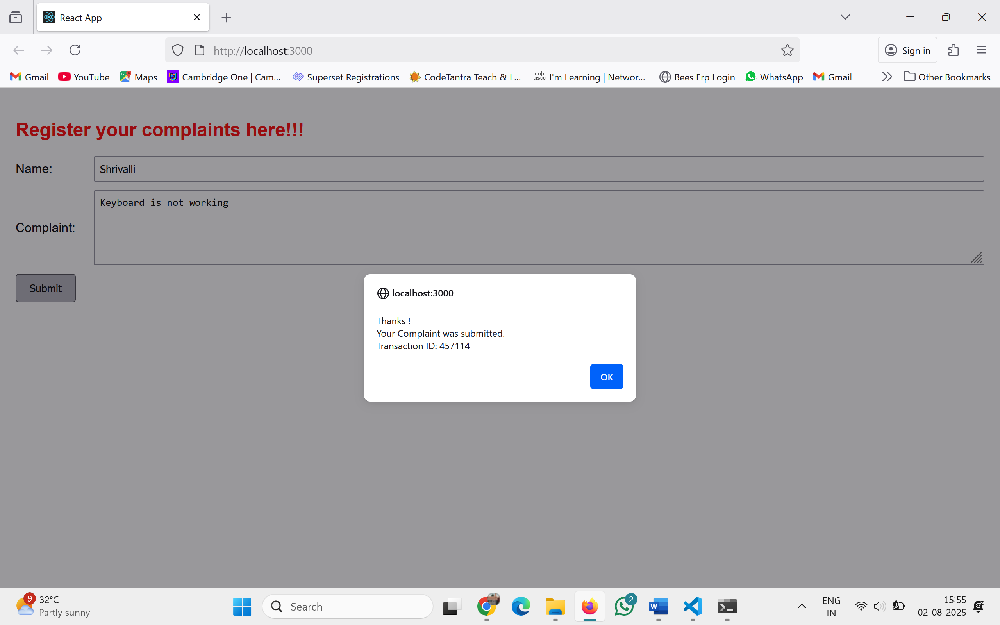 React App
http://localhost:3000
Sign in
Gmail
YouTube
Maps
Cambridge One | Cam...
Superset Registrations
CodeTantra Teach & L...
I'm Learning | Networ...
Bees Erp Login
WhatsApp
Gmail
Other Bookmarks
Register your complaints here!!!
Name:
Shrivalli
Complaint:
Keyboard is not working
Submit
localhost:3000
Thanks !
Your Complaint was submitted.
Transaction ID: 457114
OK
9
32°C
Partly sunny
Search
2
ENG
IN
15:55
02-08-2025